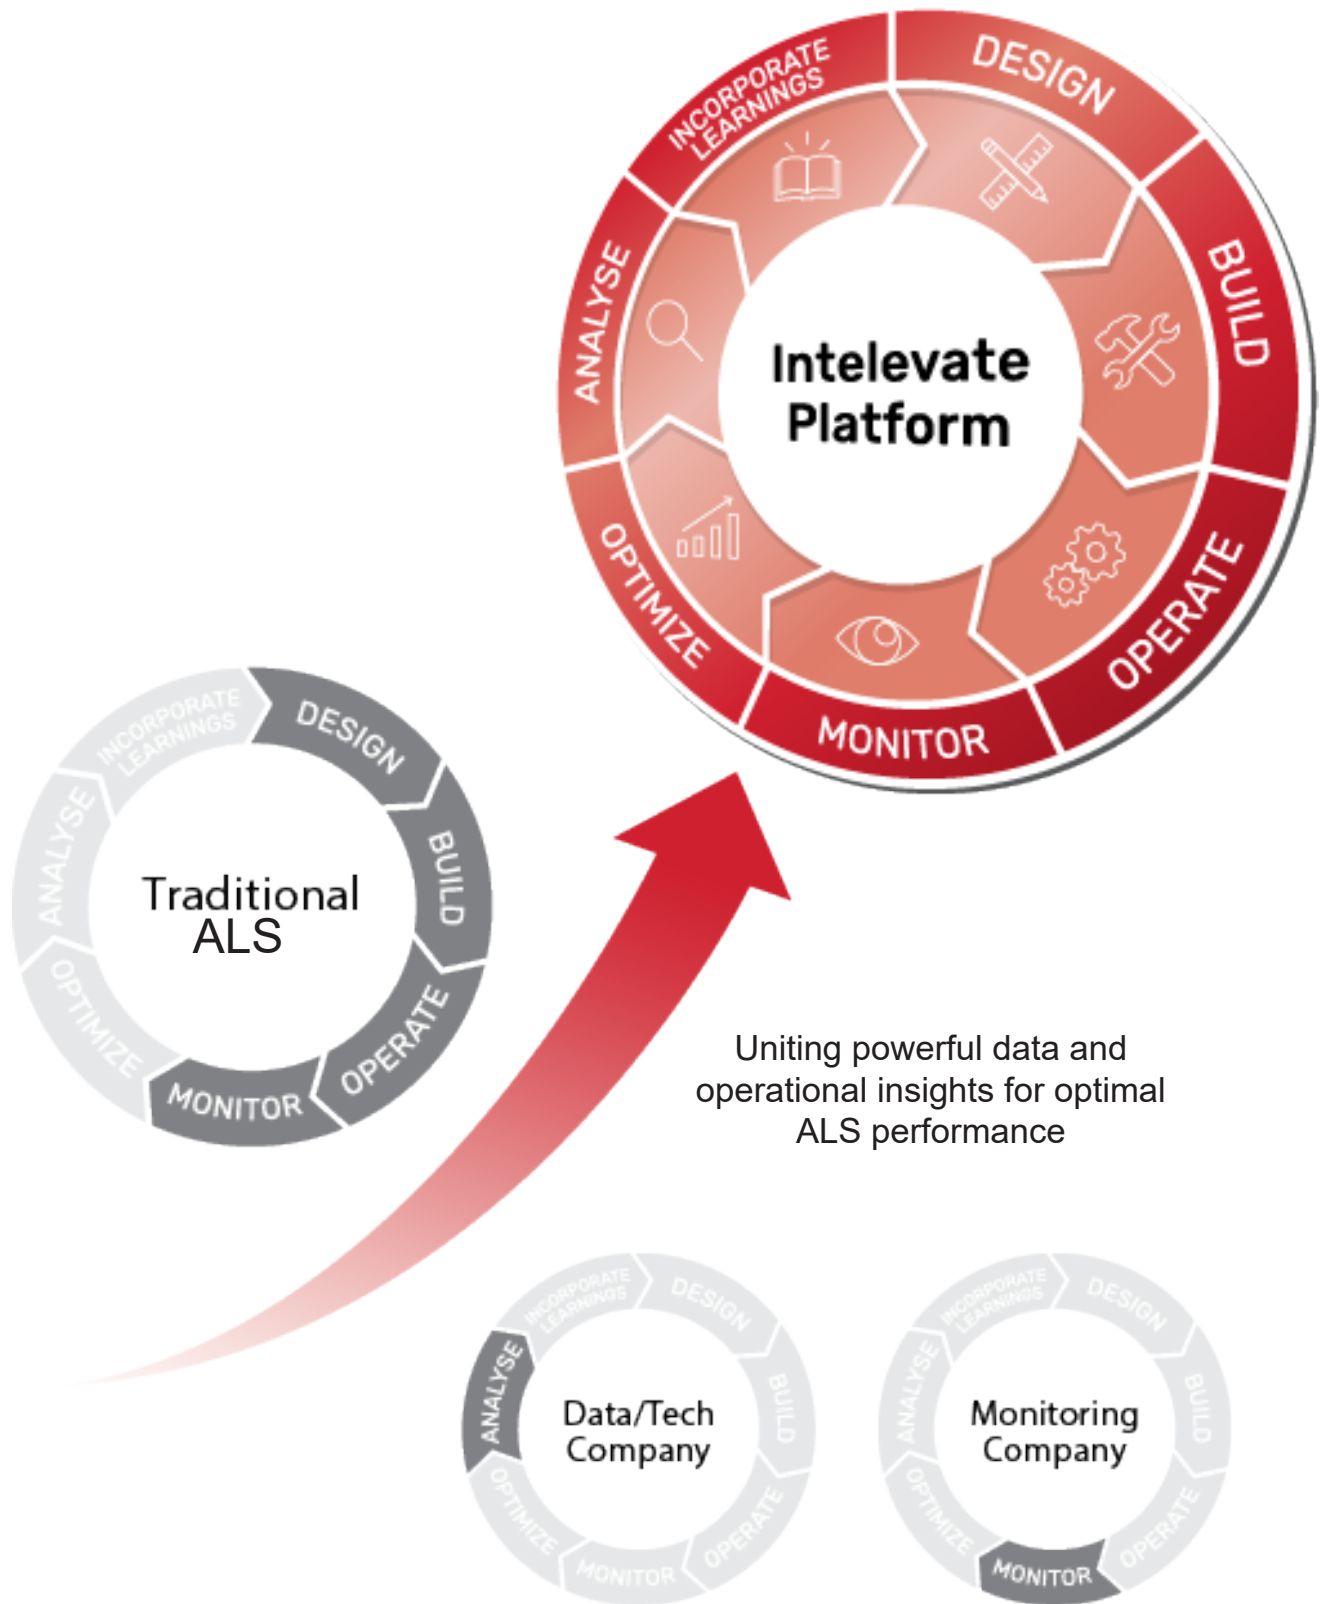 INCORPORATE
LEARNINGS
DESIGN
BUILD
OPERATE
MONITOR
OPTIMIZE
ANALYSE
Intelevate
Platform
INCORPORATE
LEARNINGS
DESIGN
BUILD
OPERATE
MONITOR
OPTIMIZE
ANALYSE
Traditional
ALS
Uniting powerful data and
operational insights for optimal
ALS performance
INCORPORATE
LEARNINGS
DESIGN
BUILD
OPERATE
MONITOR
OPTIMIZE
ANALYSE
Data/Tech
Company
INCORPORATE
LEARNINGS
DESIGN
BUILD
OPERATE
MONITOR
OPTIMIZE
ANALYSE
Monitoring
Company